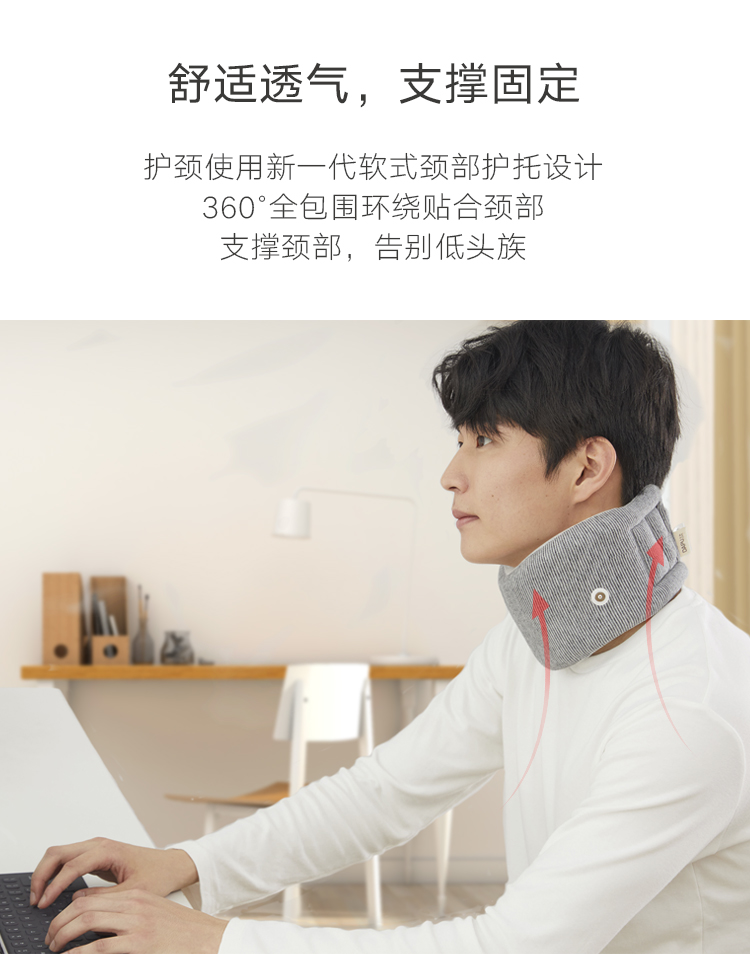 舒适透气，支撑固定
护颈使用新一代软式颈部护托设计
360°全包围环绕贴合颈部
支撑颈部，告别低头族